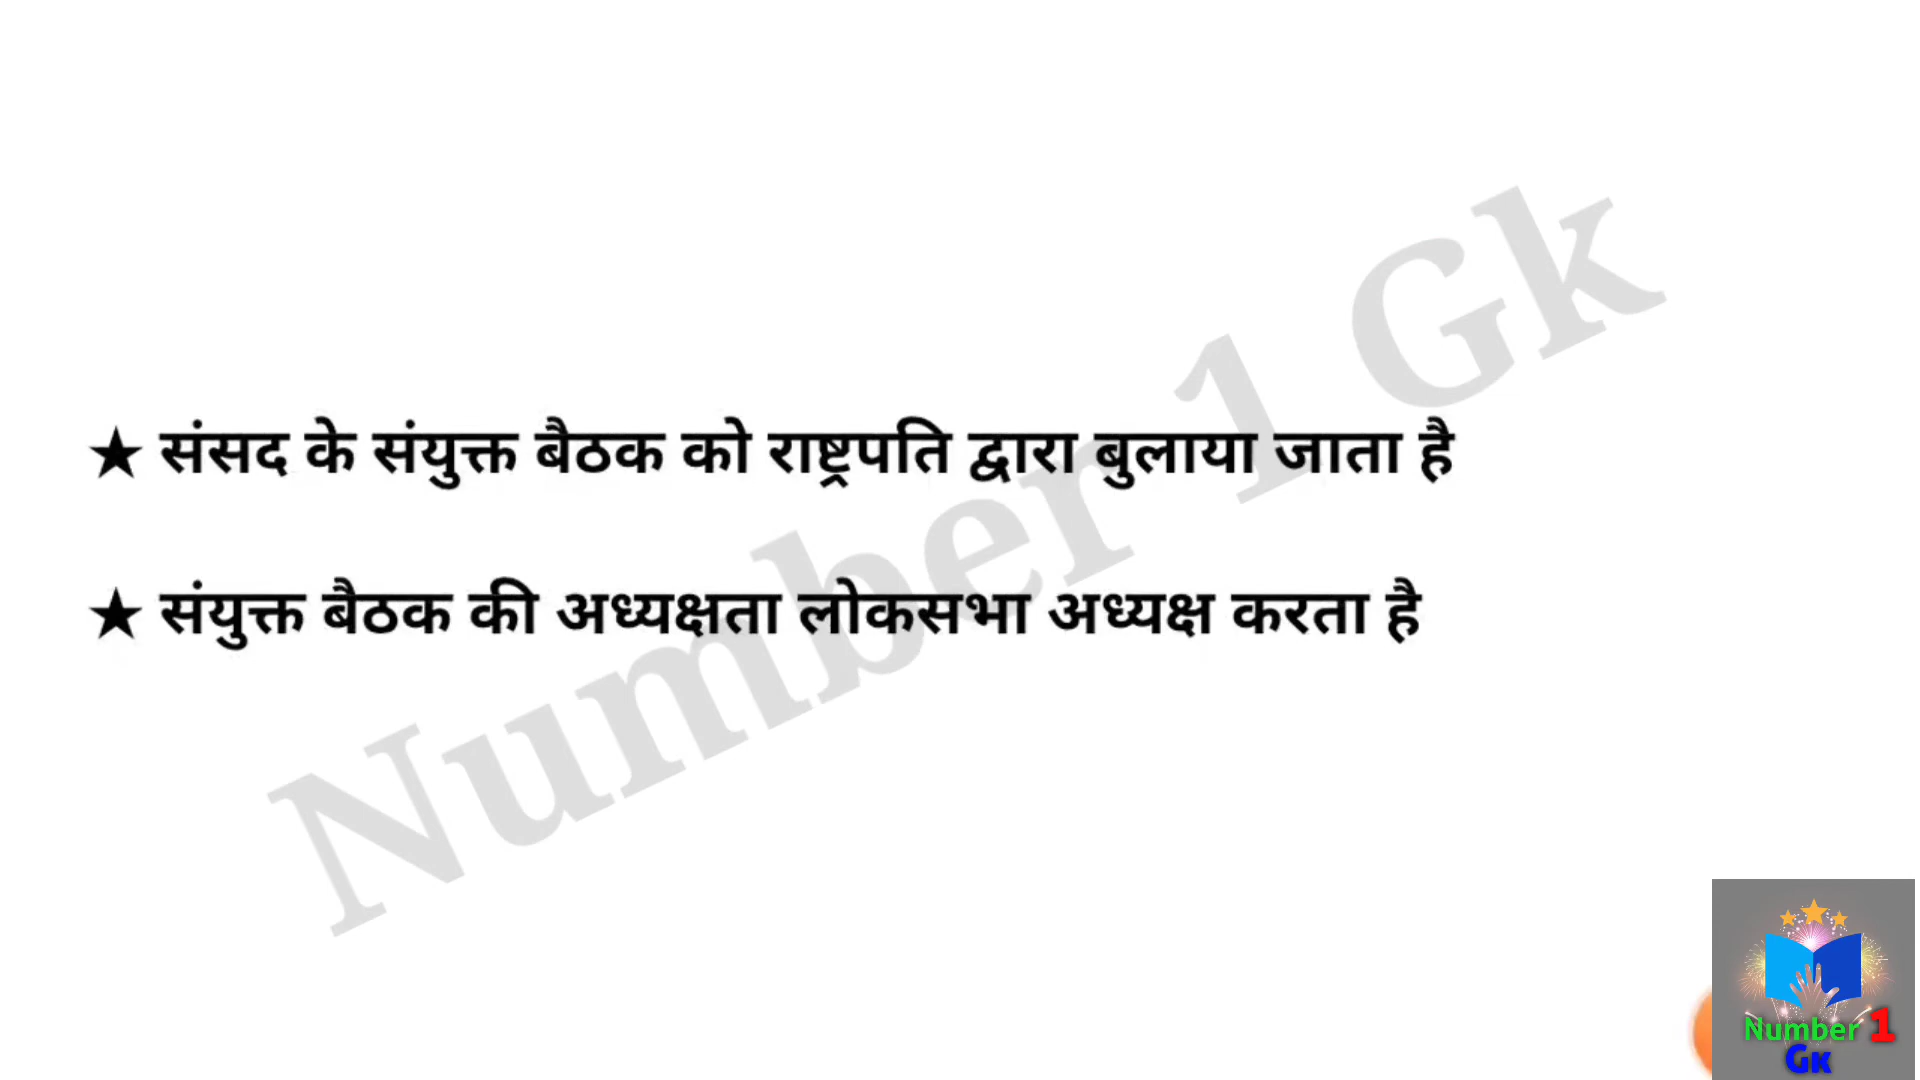 ★ संसद के संयुक्त बैठक को राष्ट्रपति द्वारा बुलाया जाता है
★ संयुक्त बैठक की अध्यक्षता लोकसभा अध्यक्ष करता है
Number 1 Gk
Number 1
GK